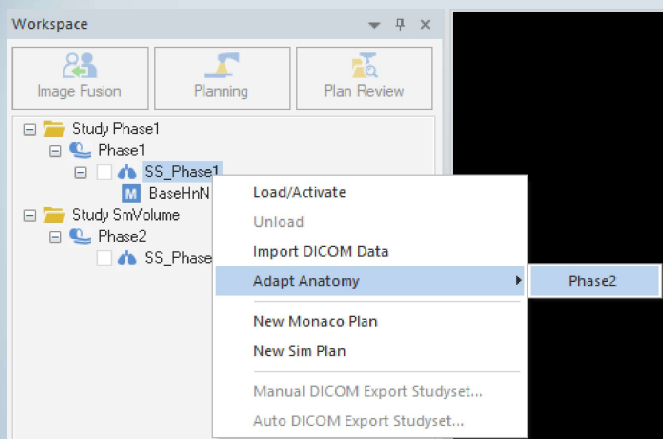 Workspace
Image Fusion
Planning
Plan Review
Study Phase1
Phase1
SS_Phase1
M BaseHnN
Study SmVolume
Phase2
SS_Phase
Load/Activate
Unload
Import DICOM Data
Adapt Anatomy
Phase2
New Monaco Plan
New Sim Plan
Manual DICOM Export Studyset...
Auto DICOM Export Studyset...